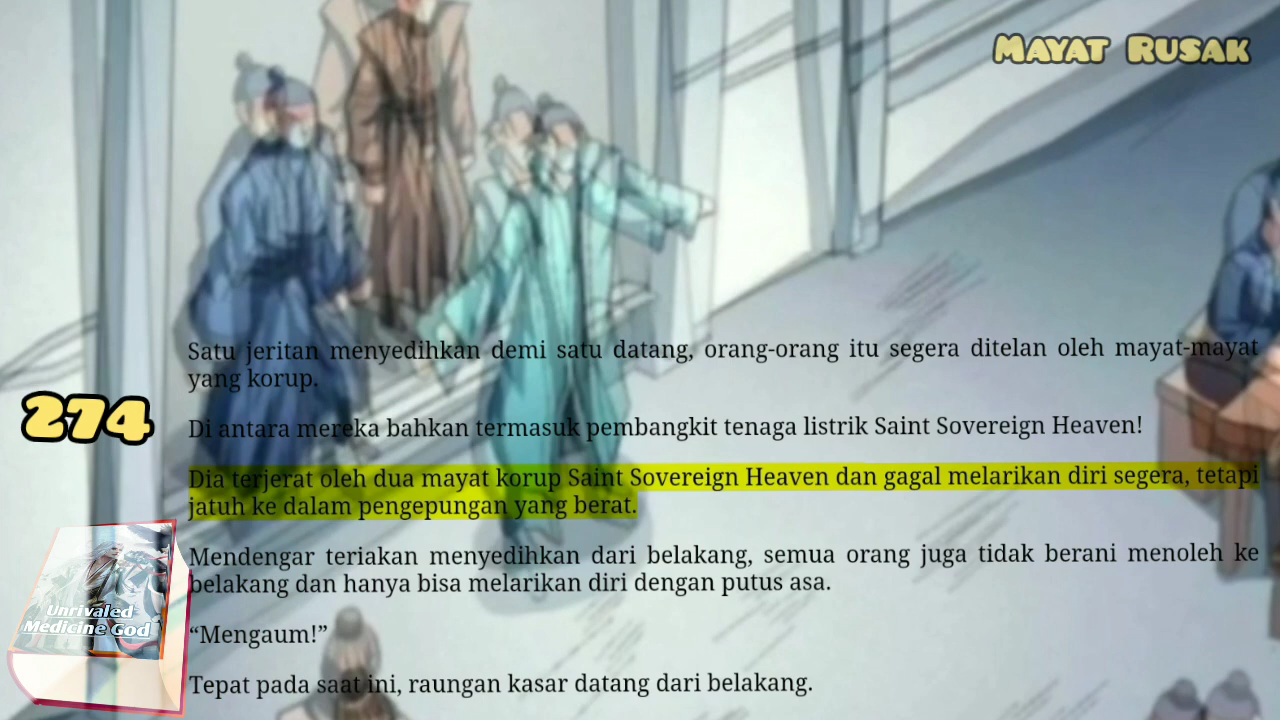 Mayat Rusak
Satu jeritan menyedihkan demi satu datang, orang-orang itu segera ditelan oleh mayat-mayat
yang korup.
274
Di antara mereka bahkan termasuk pembangkit tenaga listrik Saint Sovereign Heaven!
Dia terjerat oleh dua mayat korup Saint Sovereign Heaven dan gagal melarikan diri segera, tetapi
jatuh ke dalam pengepungan yang berat.
Mendengar teriakan menyedihkan dari belakang, semua orang juga tidak berani menoleh ke
belakang dan hanya bisa melarikan diri dengan putus asa.
Unrivaled
Medicine God
“Mengaum!”
Tepat pada saat ini, raungan kasar datang dari belakang.